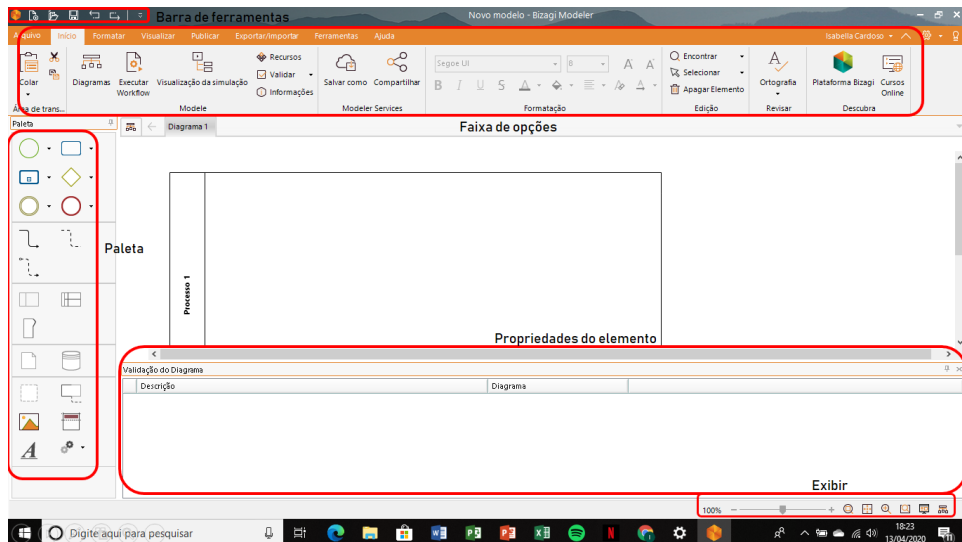 Barra de ferramentas
Novo modelo - Bizagi Modeler
Arquivo Início Formatar Visualizar Publicar Exportar/Importar Ferramentas Ajuda Isabella Cardoso
Colar Diagramas Executar Workflow Visualização da simulação Recursos Validar Informações Salvar como Compartilhar Segoe UI 8 A A Encontrar Selecionar Apagar Elemento Ortografia Plataforma Bizagi Cursos Online
B I U S A
Área de trans... Modele Modeler Services Formatação Edição Revisar Descubra
Paleta Diagrama 1 Faixa de opções
Paleta
Processo 1
Propriedades do elemento
Validação do Diagrama
Descrição Diagrama
A
Exibir
100%
Digite aqui para pesquisar
18:23
13/04/2020